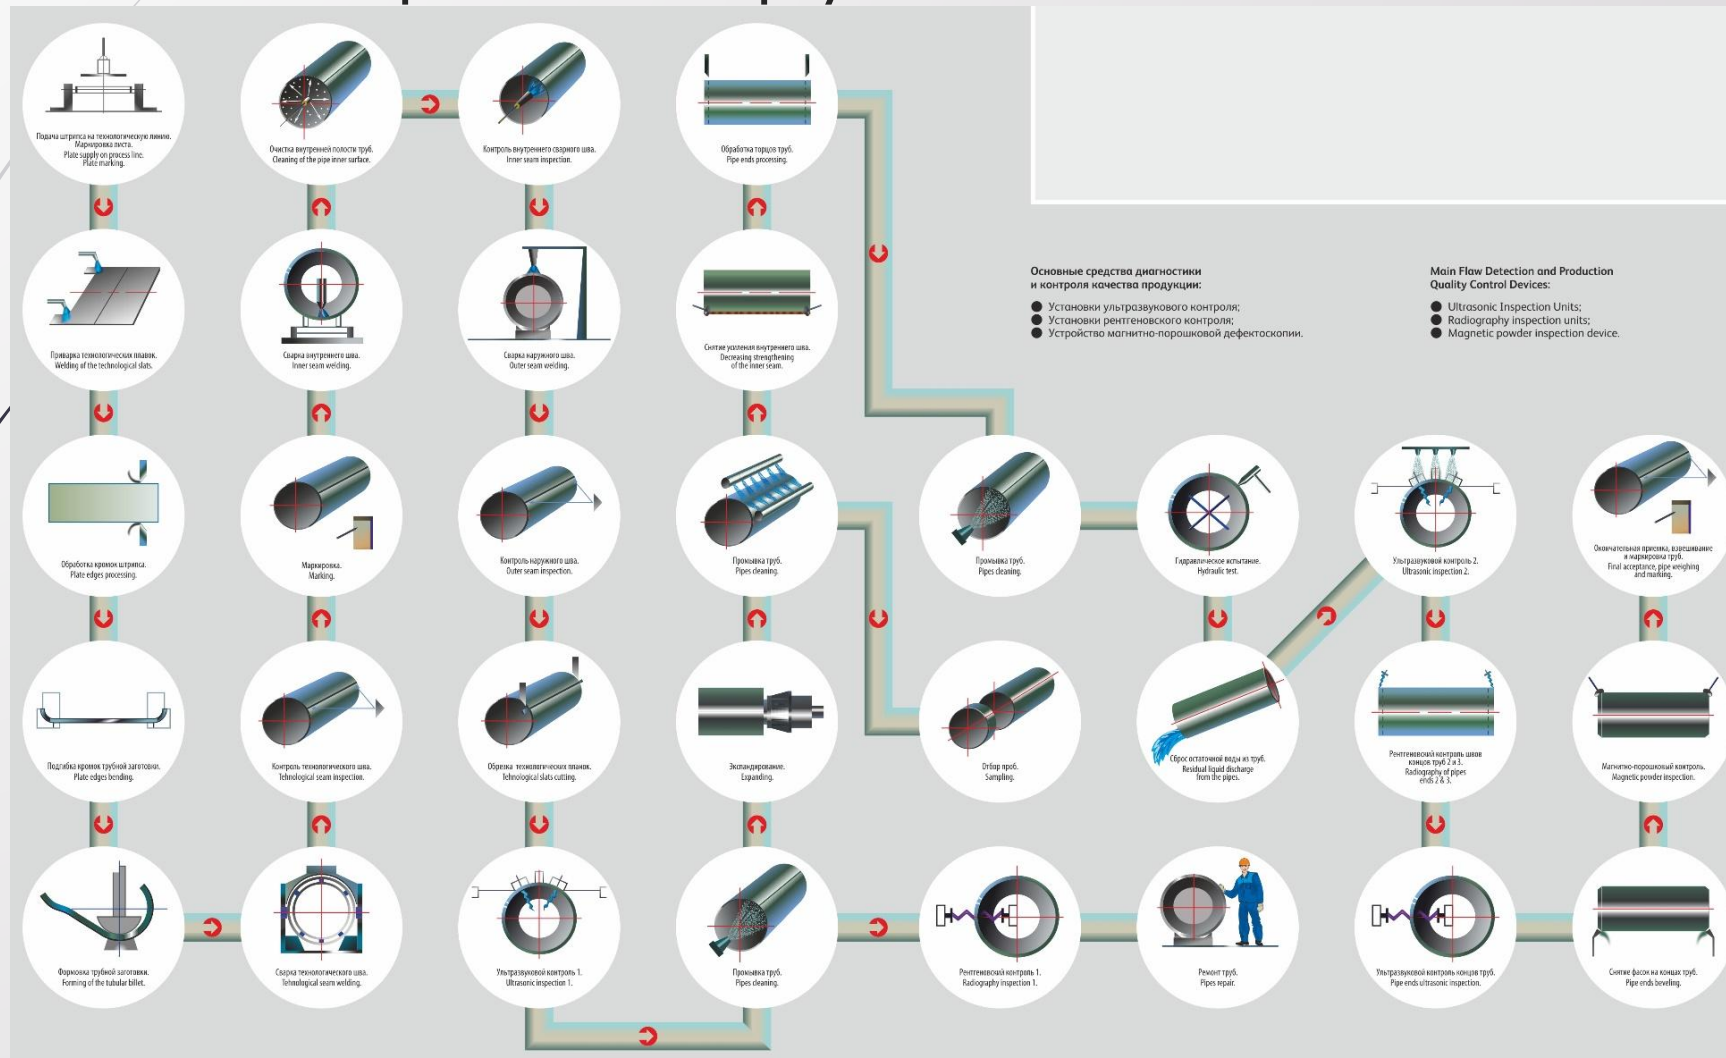 Подача штрипса на технологическую линию.
Маркировка листа.
Plate supply on process line.
Plate marking.
Приварка технологических планок.
Welding of the technological slats.
Обработка кромок штрипса.
Plate edges processing.
Подгибка кромок трубной заготовки.
Plate edges bending.
Формовка трубной заготовки.
Forming of the tubular billet.
Сварка технологического шва.
Tehnological seam welding.
Контроль технологического шва.
Tehnological seam inspection.
Маркировка.
Marking.
Сварка внутреннего шва.
Inner seam welding.
Очистка внутренней полости труб.
Cleaning of the pipe inner surface.
Контроль внутреннего сварного шва.
Inner seam inspection.
Сварка наружного шва.
Outer seam welding.
Контроль наружного шва.
Outer seam inspection.
Обрезка технологических планок.
Tehnological slats cutting.
Ультразвуковой контроль 1.
Ultrasonic inspection 1.
Промывка труб.
Pipes cleaning.
Экспандирование.
Expanding.
Промывка труб.
Pipes cleaning.
Снятие усиления внутреннего шва.
Decreasing strengthening
of the inner seam.
Обработка торцов труб.
Pipe ends processing.
Промывка труб.
Pipes cleaning.
Отбор проб.
Sampling.
Рентгеновский контроль 1.
Radiography inspection 1.
Ремонт труб.
Pipes repair.
Гидравлическое испытание.
Hydraulic test.
Сброс остаточной воды из труб.
Residual liquid discharge
from the pipes.
Ультразвуковой контроль 2.
Ultrasonic inspection 2.
Рентгеновский контроль швов
концов труб 2 и 3.
Radiography of pipes
ends 2 & 3.
Ультразвуковой контроль концов труб.
Pipe ends ultrasonic inspection.
Снятие фасок на концах труб.
Pipe ends beveling.
Магнитно-порошковый контроль.
Magnetic powder inspection.
Окончательная приемка, взвешивание
и маркировка труб.
Final acceptance, pipe weighing
and marking.
Основные средства диагностики
и контроля качества продукции:
● Установки ультразвукового контроля;
● Установки рентгеновского контроля;
● Устройство магнитно-порошковой дефектоскопии.
Main Flaw Detection and Production
Quality Control Devices:
● Ultrasonic Inspection Units;
● Radiography inspection units;
● Magnetic powder inspection device.